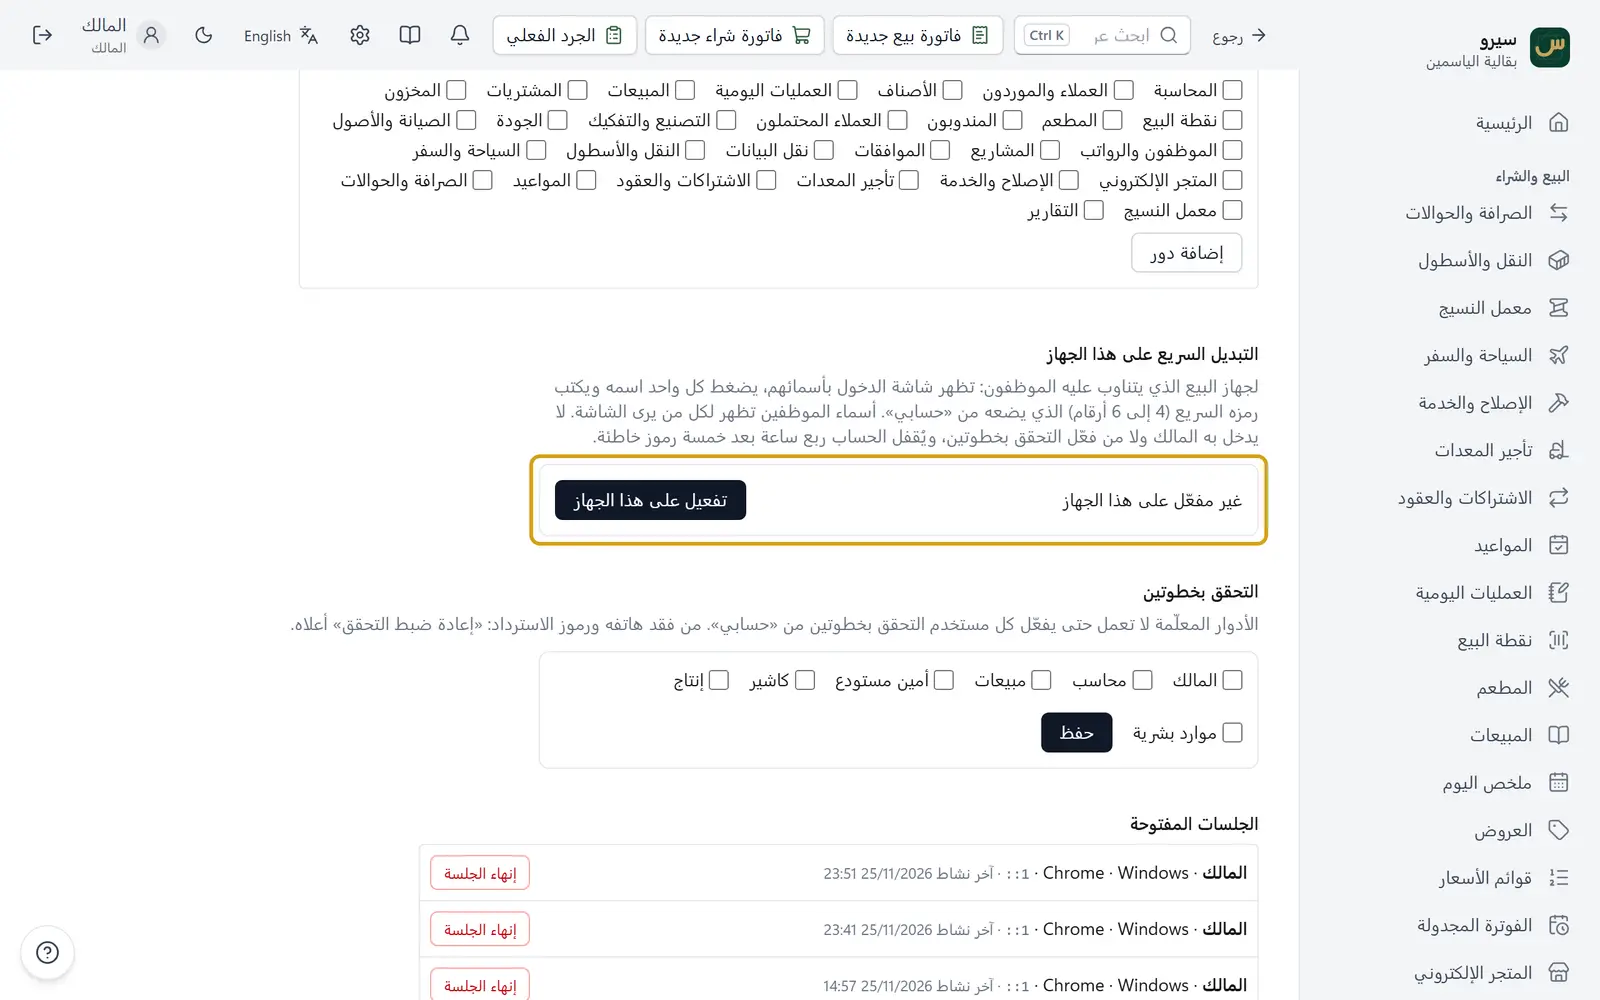 سيرو
بقالية الياسمين
رجوع
ابحث عر
Ctrl K
فاتورة بيع جديدة
فاتورة شراء جديدة
الجرد الفعلي
English
المالك
المالك
الرئيسية
البيع والشراء
الصرافة والحوالات
النقل والأسطول
معمل النسيج
السياحة والسفر
الإصلاح والخدمة
تأجير المعدات
الاشتراكات والعقود
المواعيد
العمليات اليومية
نقطة البيع
المطعم
المبيعات
ملخص اليوم
العروض
قوائم الأسعار
الفوترة المجدولة
المتجر الإلكتروني
المحاسبة العملاء والموردون الأصناف العمليات اليومية المبيعات المشتريات المخزون
نقطة البيع المطعم المندوبون العملاء المحتملون التصنيع والتفكيك الجودة الصيانة والأصول
الموظفون والرواتب المشاريع الموافقات نقل البيانات النقل والأسطول السياحة والسفر
المتجر الإلكتروني الإصلاح والخدمة تأجير المعدات الاشتراكات والعقود المواعيد الصرافة والحوالات
معمل النسيج التقارير
إضافة دور
التبديل السريع على هذا الجهاز
لجهاز البيع الذي يتناوب عليه الموظفون: تظهر شاشة الدخول بأسمائهم، يضغط كل واحد اسمه ويكتب
رمزه السريع (4 إلى 6 أرقام) الذي يضعه من «حسابي». أسماء الموظفين تظهر لكل من يرى الشاشة. لا
يدخل به المالك ولا من فعّل التحقق بخطوتين، ويُقفل الحساب ربع ساعة بعد خمسة رموز خاطئة.
غير مفعّل على هذا الجهاز
تفعيل على هذا الجهاز
التحقق بخطوتين
الأدوار المعلّمة لا تعمل حتى يفعّل كل مستخدم التحقق بخطوتين من «حسابي». من فقد هاتفه ورموز الاسترداد: «إعادة ضبط التحقق» أعلاه.
المالك محاسب مبيعات أمين مستودع كاشير إنتاج
موارد بشرية حفظ
الجلسات المفتوحة
المالك · Chrome · Windows · ::1 · آخر نشاط 25/11/2026 23:51 إنهاء الجلسة
المالك · Chrome · Windows · ::1 · آخر نشاط 25/11/2026 23:41 إنهاء الجلسة
المالك · Chrome · Windows · ::1 · آخر نشاط 25/11/2026 14:57 إنهاء الجلسة